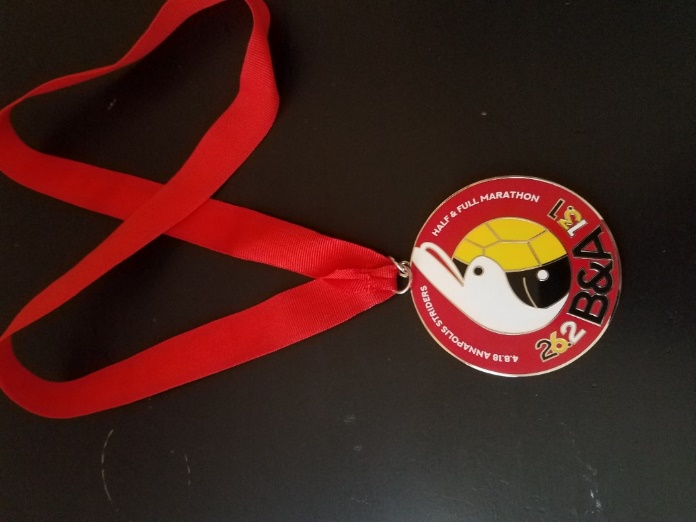 HALF & FULL MARATHON
4.8.18 ANNAPOLIS STRIDERS
26.2 B&A 13.1